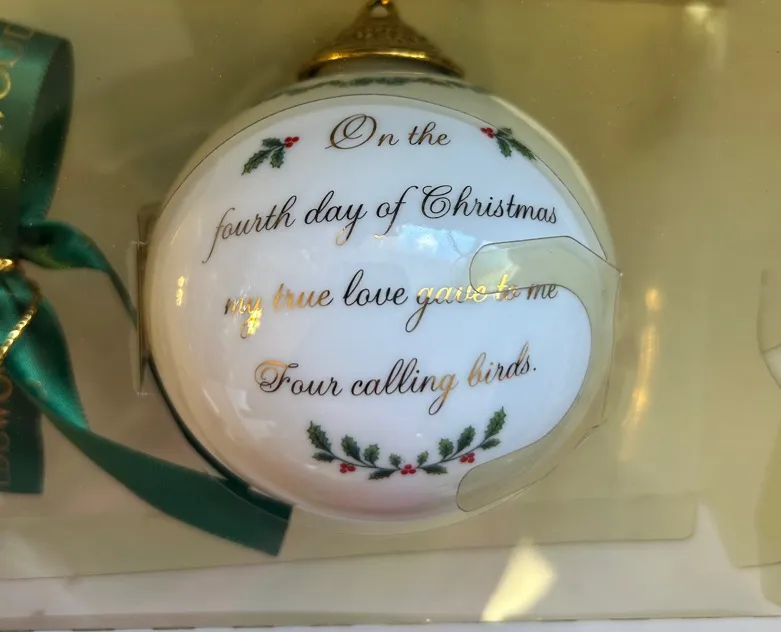 On the
fourth day of Christmas
my true love gave to me
Four calling birds.